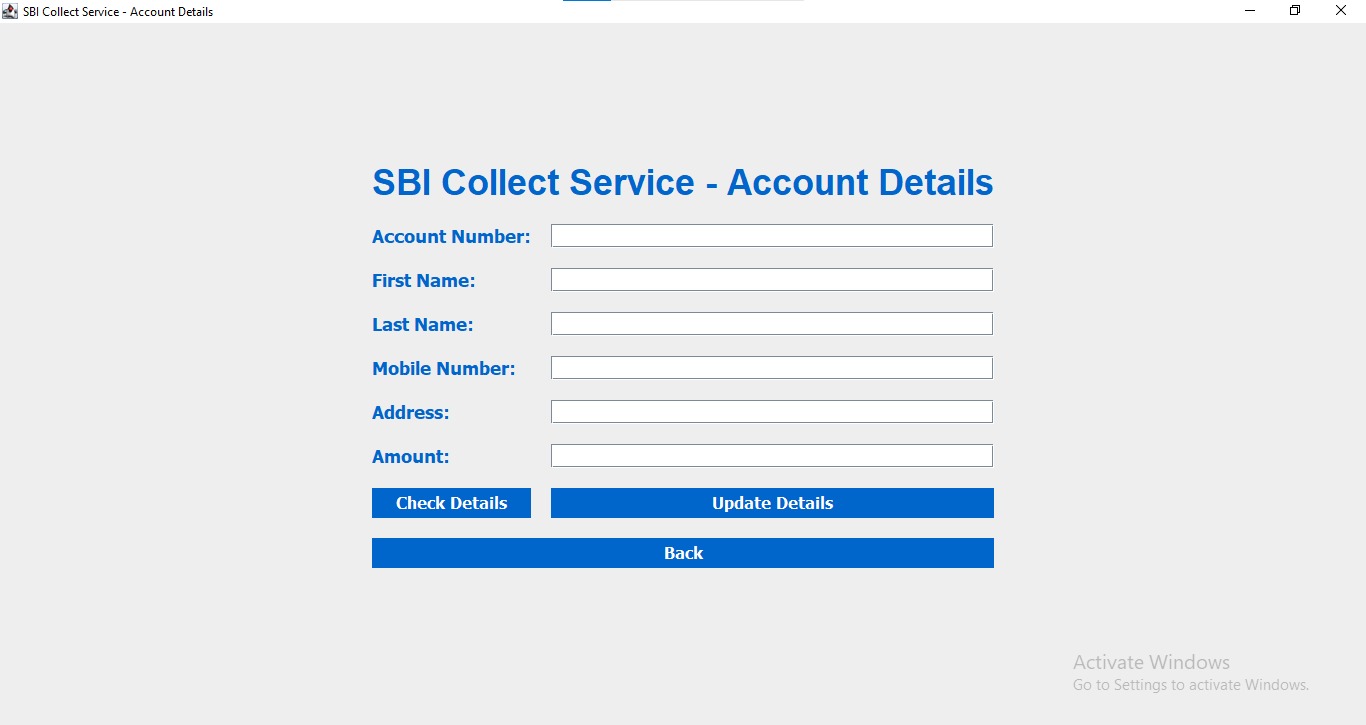 SBI Collect Service - Account Details
SBI Collect Service - Account Details
Account Number:
First Name:
Last Name:
Mobile Number:
Address:
Amount:
Check Details Update Details
Back
Activate Windows
Go to Settings to activate Windows.